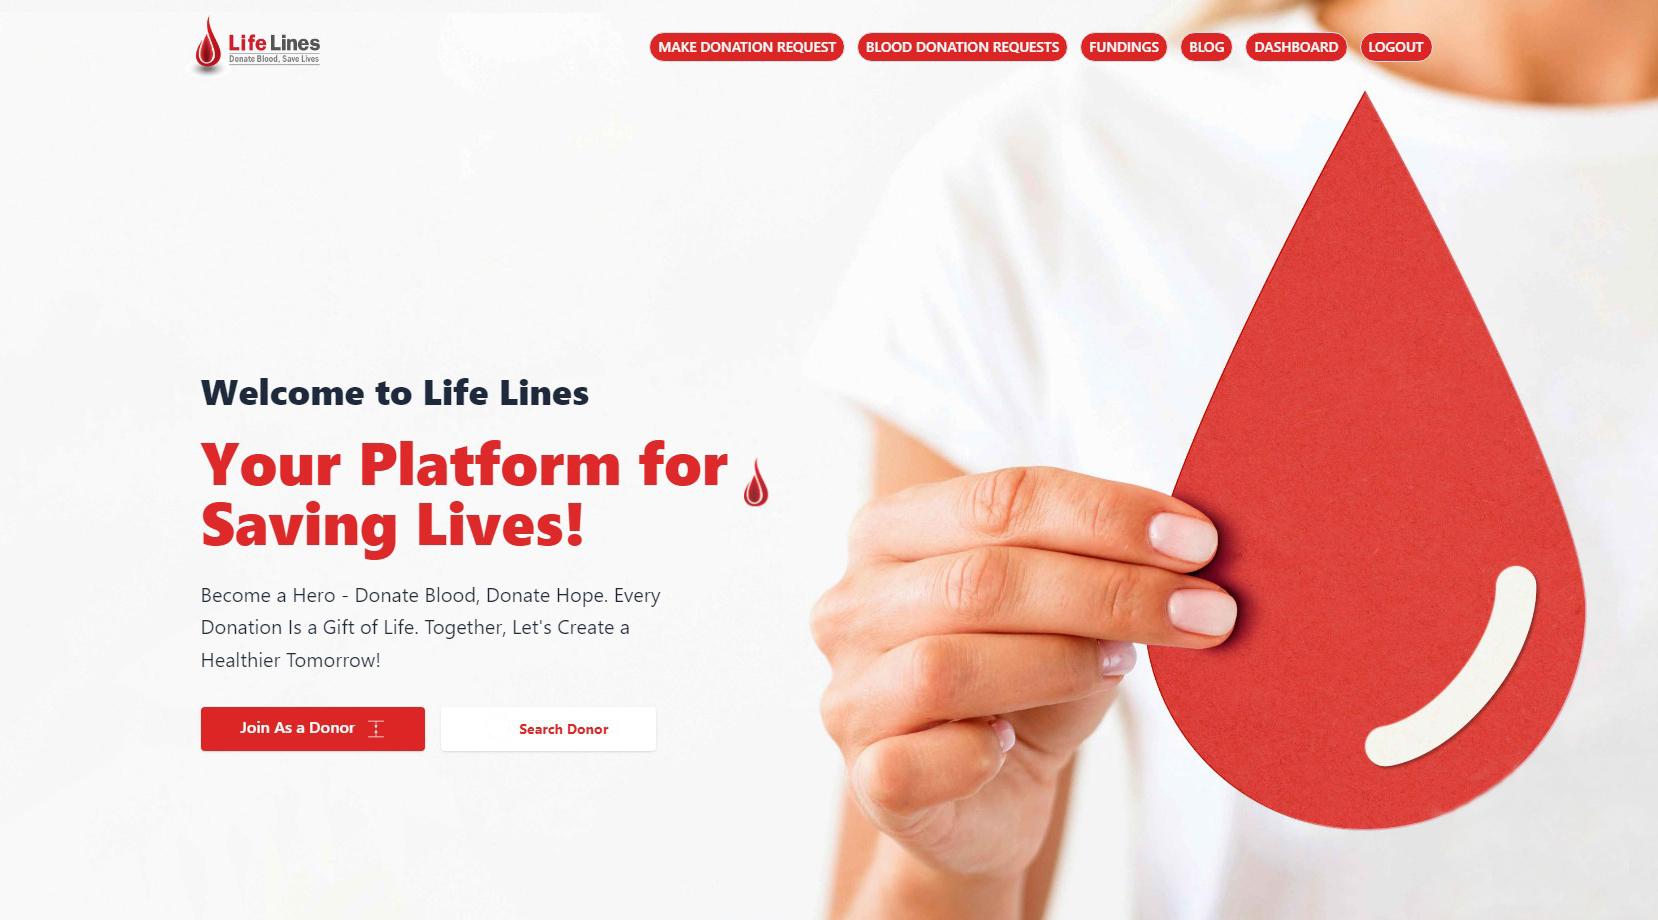 Life Lines
Donate Blood, Save Lives
MAKE DONATION REQUEST
BLOOD DONATION REQUESTS
FUNDINGS
BLOG
DASHBOARD
LOGOUT
Welcome to Life Lines
Your Platform for
Saving Lives!
Become a Hero - Donate Blood, Donate Hope. Every
Donation Is a Gift of Life. Together, Let's Create a
Healthier Tomorrow!
Join As a Donor
Search Donor